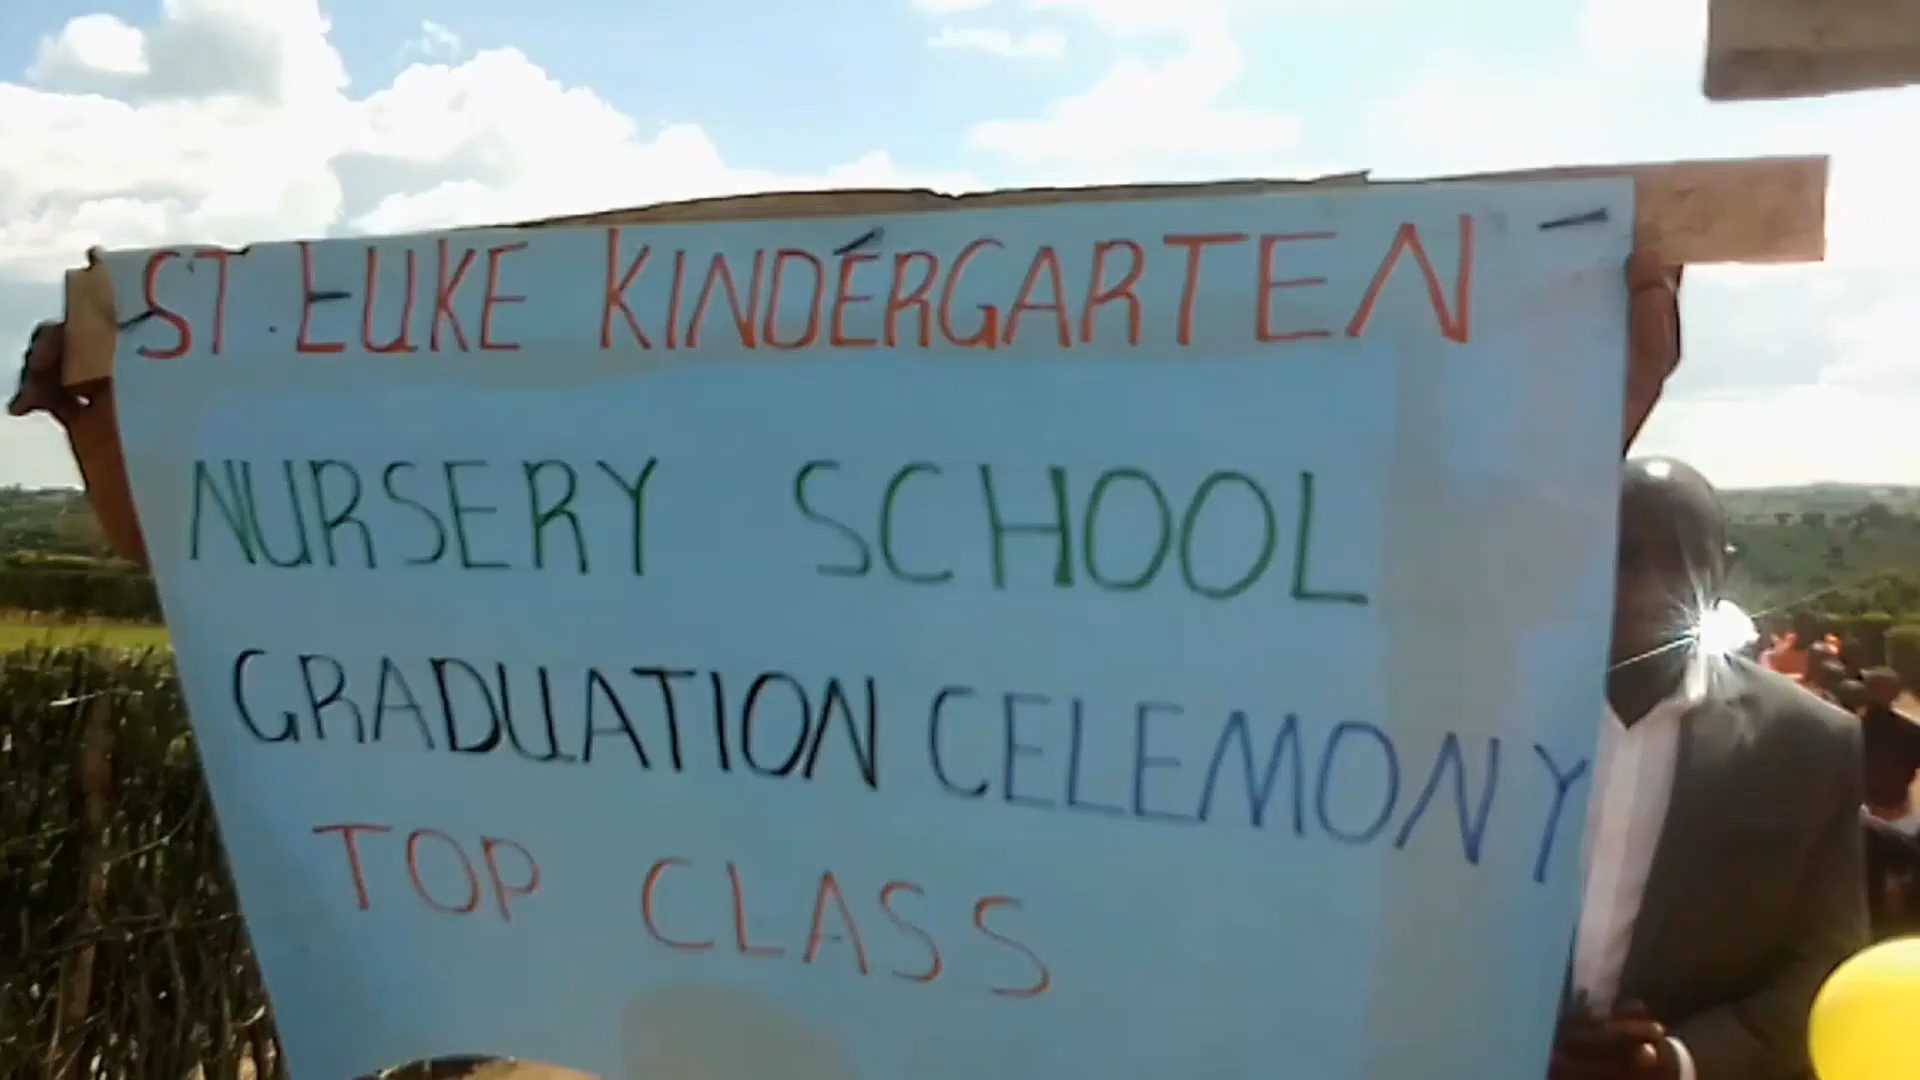 ST. LUKE KINDERGARTEN
NURSERY SCHOOL
GRADUATION CELEMONY
TOP CLASS